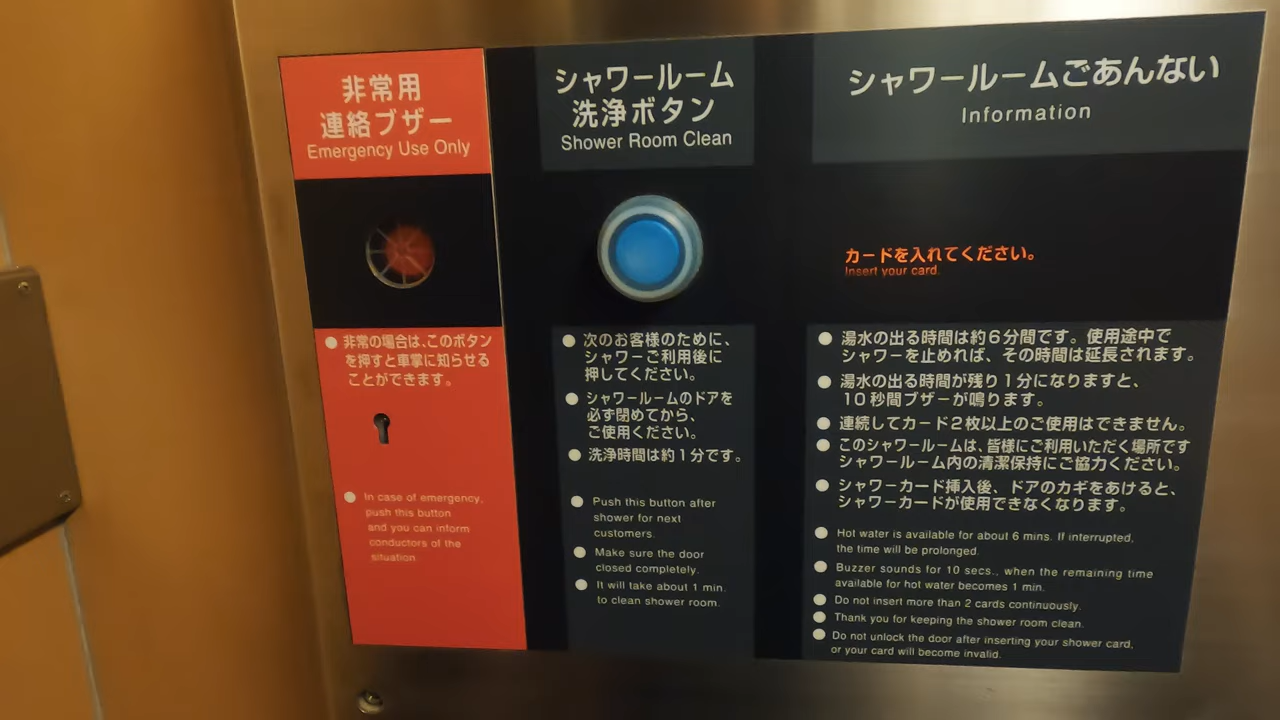 非常用
連絡ブザー
Emergency Use Only
●非常の場合は、このボタン
を押すと車掌に知らせる
ことができます。
●In case of emergency,
push this button
and you can inform
conductors of the
situation.
シャワールーム
洗浄ボタン
Shower Room Clean
●次のお客様のために、
シャワーご利用後に
押してください。
●シャワールームのドアを
必ず閉めてから、
ご使用ください。
●洗浄時間は約1分です。
●Push this button after
shower for next
customers.
●Make sure the door
closed completely.
●It will take about 1 min.
to clean shower room.
シャワールームごあんない
Information
カードを入れてください。
Insert your card.
●湯水の出る時間は約6分間です。使用途中で
シャワーを止めれば、その時間は延長されます。
●湯水の出る時間が残り1分になりますと、
10秒間ブザーが鳴ります。
●連続してカード2枚以上のご使用はできません。
●このシャワールームは、皆様にご利用いただく場所です
シャワールーム内の清潔保持にご協力ください。
●シャワーカード挿入後、ドアのカギをあけると、
シャワーカードが使用できなくなります。
●Hot water is available for about 6 mins. If interrupted,
the time will be prolonged.
●Buzzer sounds for 10 secs., when the remaining time
available for hot water becomes 1 min.
●Do not insert more than 2 cards continuously.
●Thank you for keeping the shower room clean.
●Do not unlock the door after inserting your shower card,
or your card will become invalid.